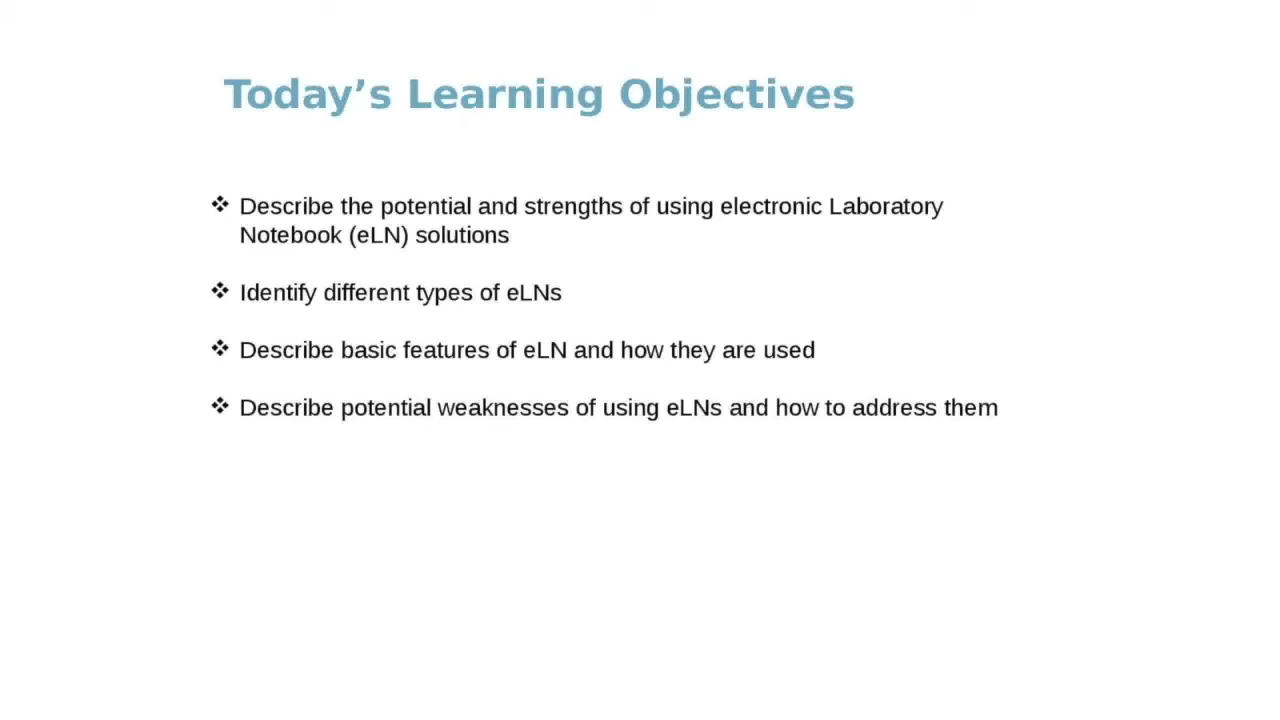 Today’s Learning Objectives
❖ Describe the potential and strengths of using electronic Laboratory
Notebook (eLN) solutions
❖ Identify different types of eLNs
❖ Describe basic features of eLN and how they are used
❖ Describe potential weaknesses of using eLNs and how to address them